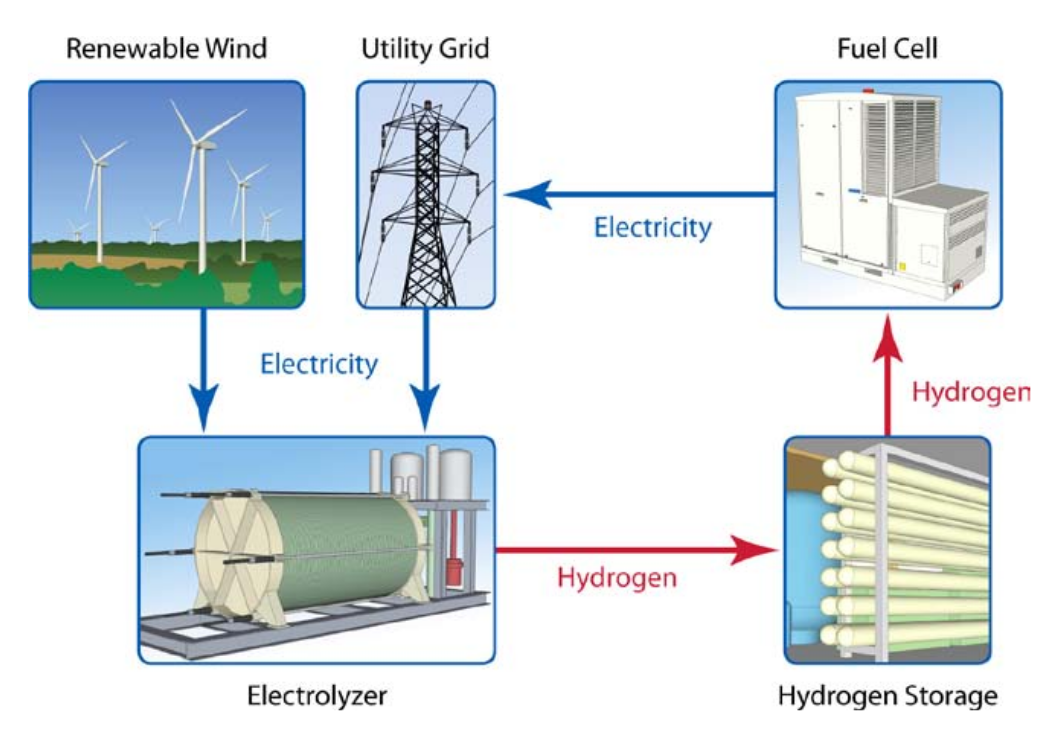 Renewable Wind
Utility Grid
Fuel Cell
Electricity
Electricity
Hydrogen
Hydrogen
Electrolyzer
Hydrogen Storage